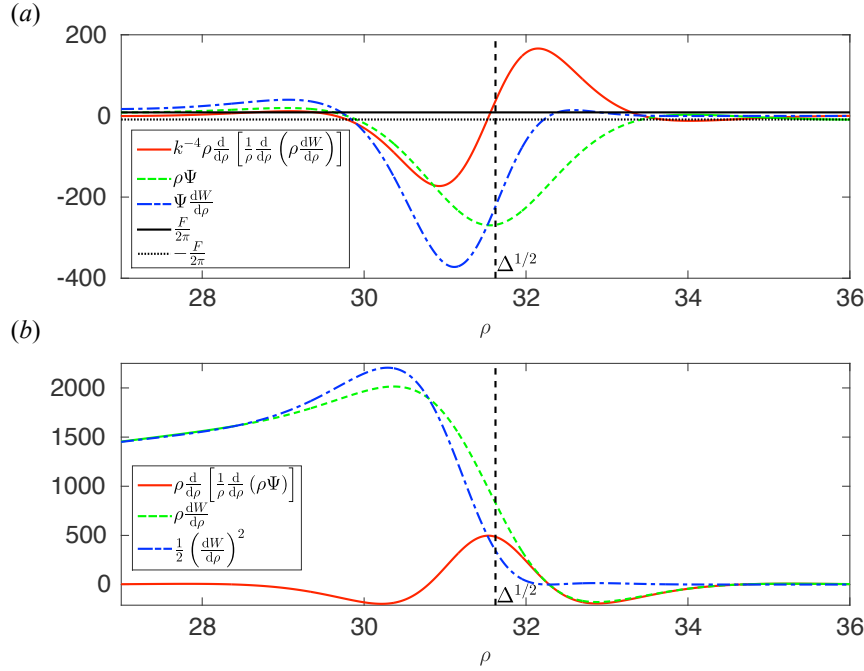 (a)
200
0
-200
-400
k^{-4}ρ d/dρ [1/ρ d/dρ (ρ dW/dρ)]
ρΨ
Ψ dW/dρ
F/2π
− F/2π
Δ^{1/2}
28 30 32 34 36
ρ
(b)
2000
1500
1000
500
0
ρ d/dρ [1/ρ d/dρ (ρΨ)]
ρ dW/dρ
1/2 (dW/dρ)^2
Δ^{1/2}
28 30 32 34 36
ρ